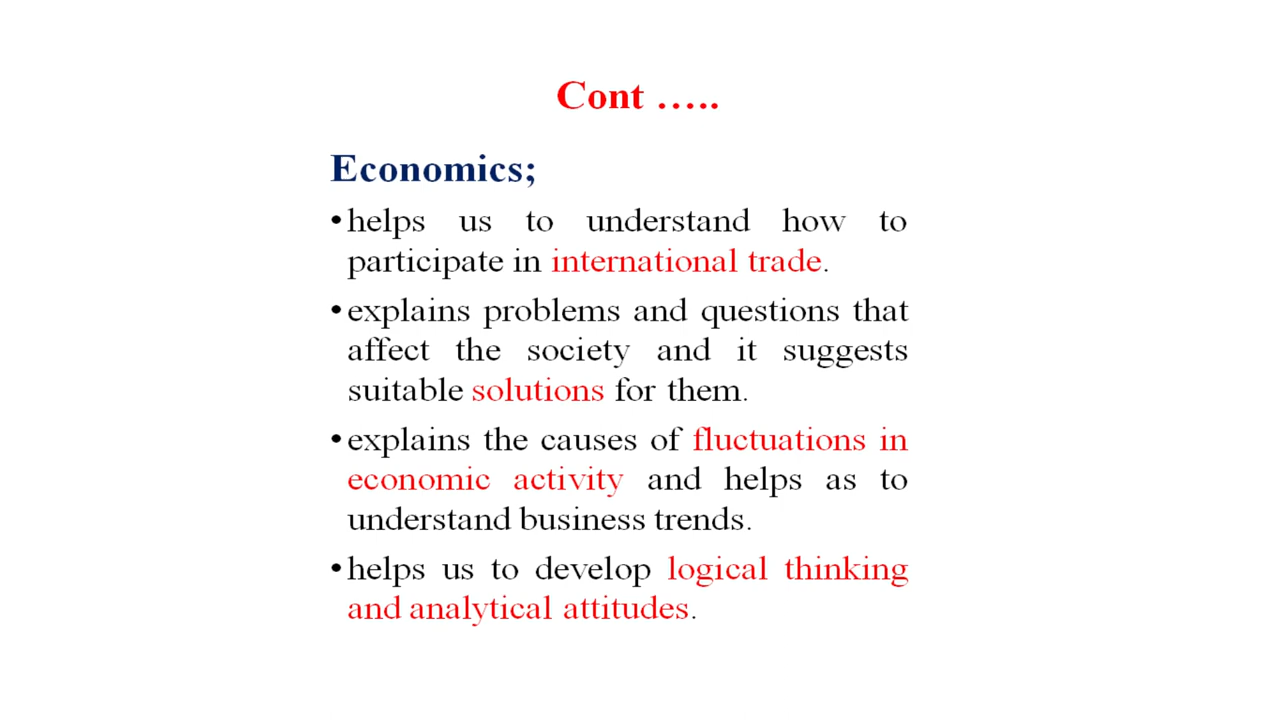 Cont …..
Economics;
•helps us to understand how to
participate in international trade.
•explains problems and questions that
affect the society and it suggests
suitable solutions for them.
•explains the causes of fluctuations in
economic activity and helps as to
understand business trends.
•helps us to develop logical thinking
and analytical attitudes.